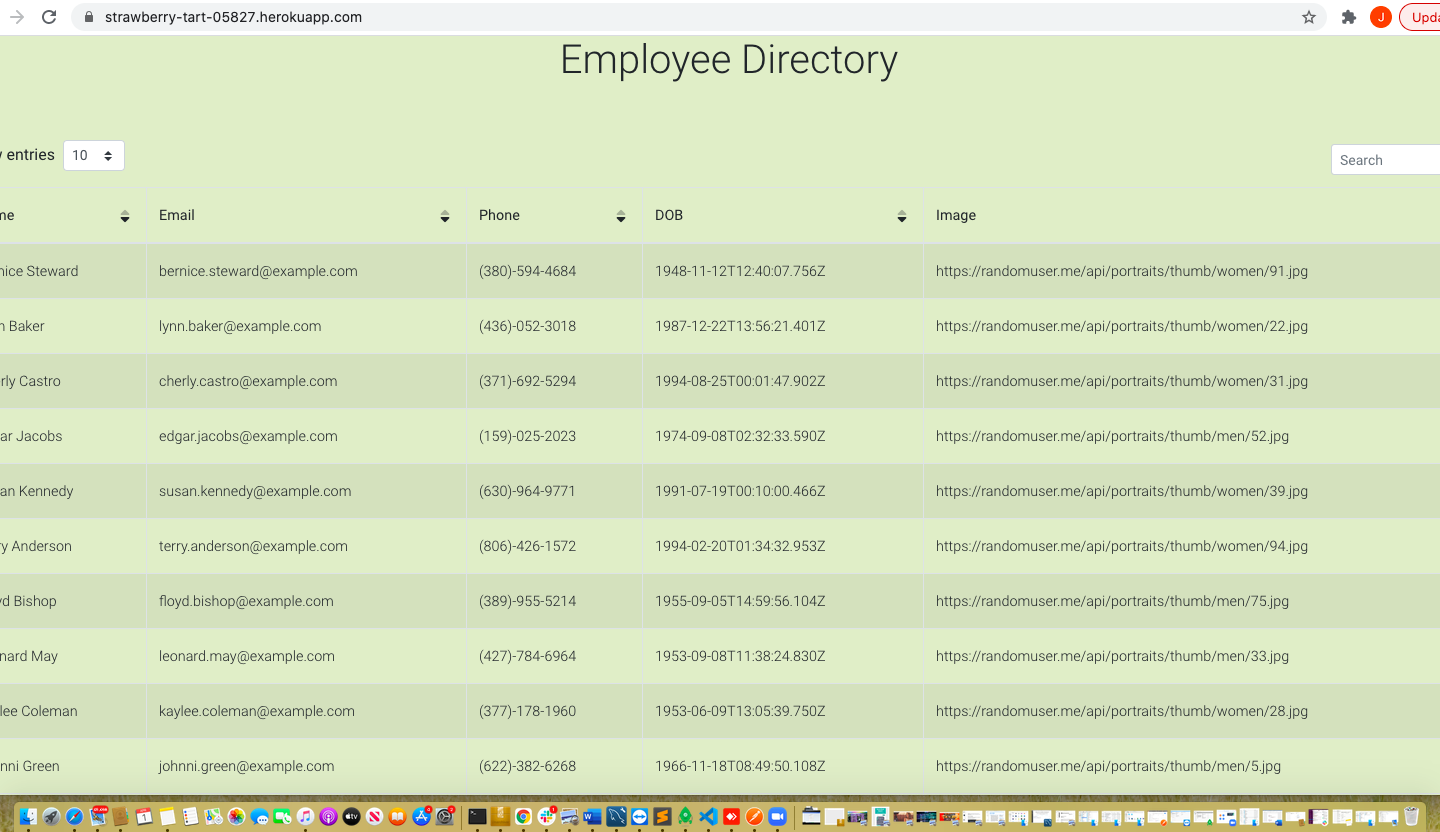 strawberry-tart-05827.herokuapp.com J Upda
Employee Directory
entries 10 Search
me Email Phone DOB Image
nice Steward bernice.steward@example.com (380)-594-4684 1948-11-12T12:40:07.756Z https://randomuser.me/api/portraits/thumb/women/91.jpg
n Baker lynn.baker@example.com (436)-052-3018 1987-12-22T13:56:21.401Z https://randomuser.me/api/portraits/thumb/women/22.jpg
rly Castro cherly.castro@example.com (371)-692-5294 1994-08-25T00:01:47.902Z https://randomuser.me/api/portraits/thumb/women/31.jpg
ar Jacobs edgar.jacobs@example.com (159)-025-2023 1974-09-08T02:32:33.590Z https://randomuser.me/api/portraits/thumb/men/52.jpg
an Kennedy susan.kennedy@example.com (630)-964-9771 1991-07-19T00:10:00.466Z https://randomuser.me/api/portraits/thumb/women/39.jpg
ry Anderson terry.anderson@example.com (806)-426-1572 1994-02-20T01:34:32.953Z https://randomuser.me/api/portraits/thumb/women/94.jpg
yd Bishop floyd.bishop@example.com (389)-955-5214 1955-09-05T14:59:56.104Z https://randomuser.me/api/portraits/thumb/men/75.jpg
nard May leonard.may@example.com (427)-784-6964 1953-09-08T11:38:24.830Z https://randomuser.me/api/portraits/thumb/men/33.jpg
lee Coleman kaylee.coleman@example.com (377)-178-1960 1953-06-09T13:05:39.750Z https://randomuser.me/api/portraits/thumb/women/28.jpg
nni Green johnni.green@example.com (622)-382-6268 1966-11-18T08:49:50.108Z https://randomuser.me/api/portraits/thumb/men/5.jpg